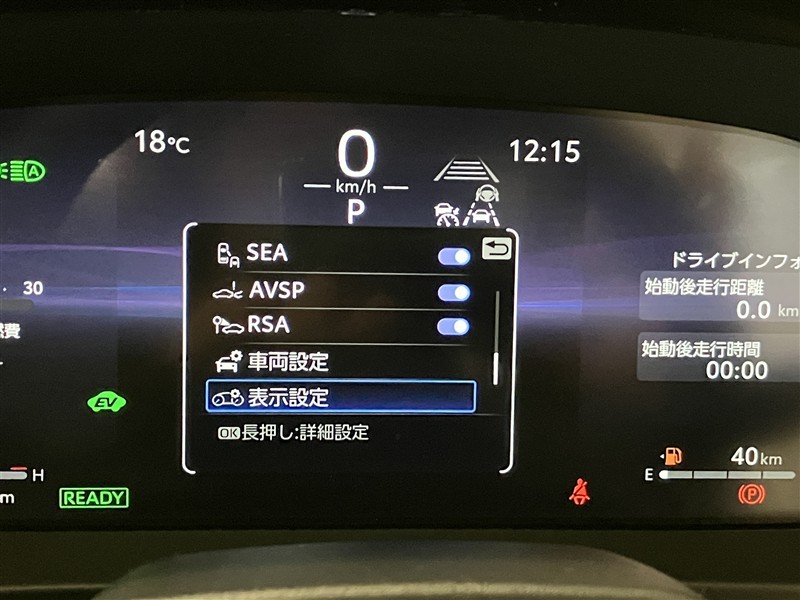 18℃
0
km/h
P
12:15
A
SEA
AVSP
RSA
車両設定
表示設定
OK長押し:詳細設定
30
燃費
EV
H
m
READY
ドライブインフォ
始動後走行距離
0.0 km
始動後走行時間
00:00
40km
E
P